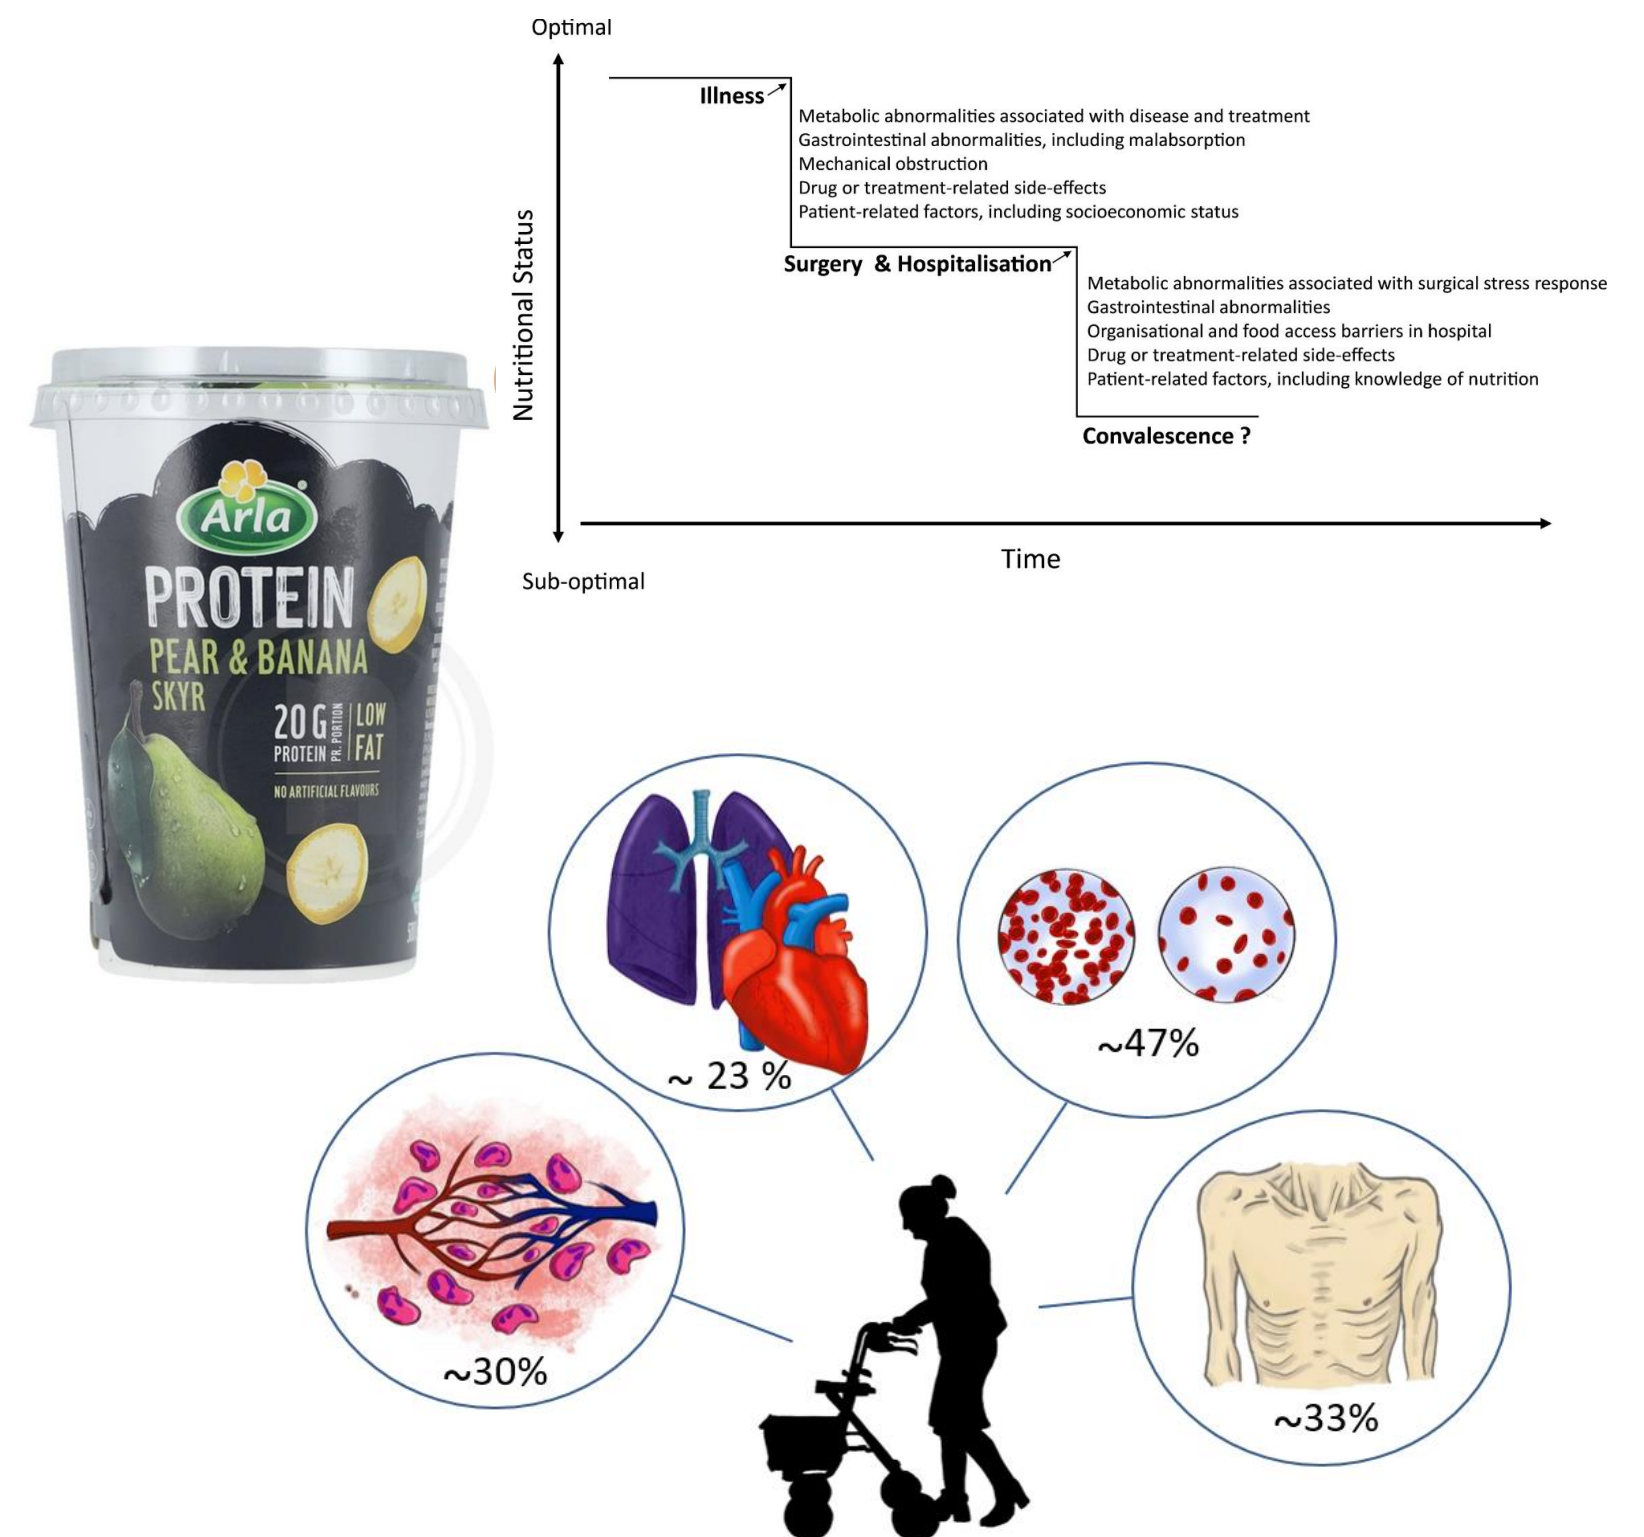 Optimal
Nutritional Status
Illness
Metabolic abnormalities associated with disease and treatment
Gastrointestinal abnormalities, including malabsorption
Mechanical obstruction
Drug or treatment-related side-effects
Patient-related factors, including socioeconomic status
Surgery & Hospitalisation
Metabolic abnormalities associated with surgical stress response
Gastrointestinal abnormalities
Organisational and food access barriers in hospital
Drug or treatment-related side-effects
Patient-related factors, including knowledge of nutrition
Convalescence ?
Time
Sub-optimal
Arla
PROTEIN
PEAR & BANANA
SKYR
20 G
PROTEIN
PR. PORTION
LOW
FAT
NO ARTIFICIAL FLAVOURS
~ 23 %
~47%
~30%
~33%